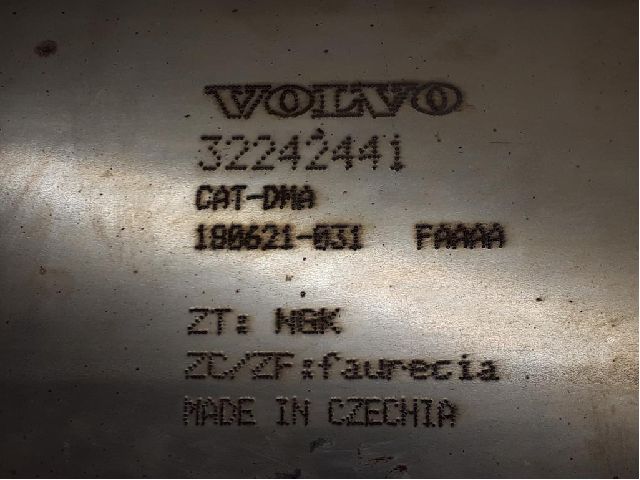 VOLVO
32242441
CAT-DMA
180621-031 FAAAA
ZT: NGK
ZC/ZF:faurecia
MADE IN CZECHIA